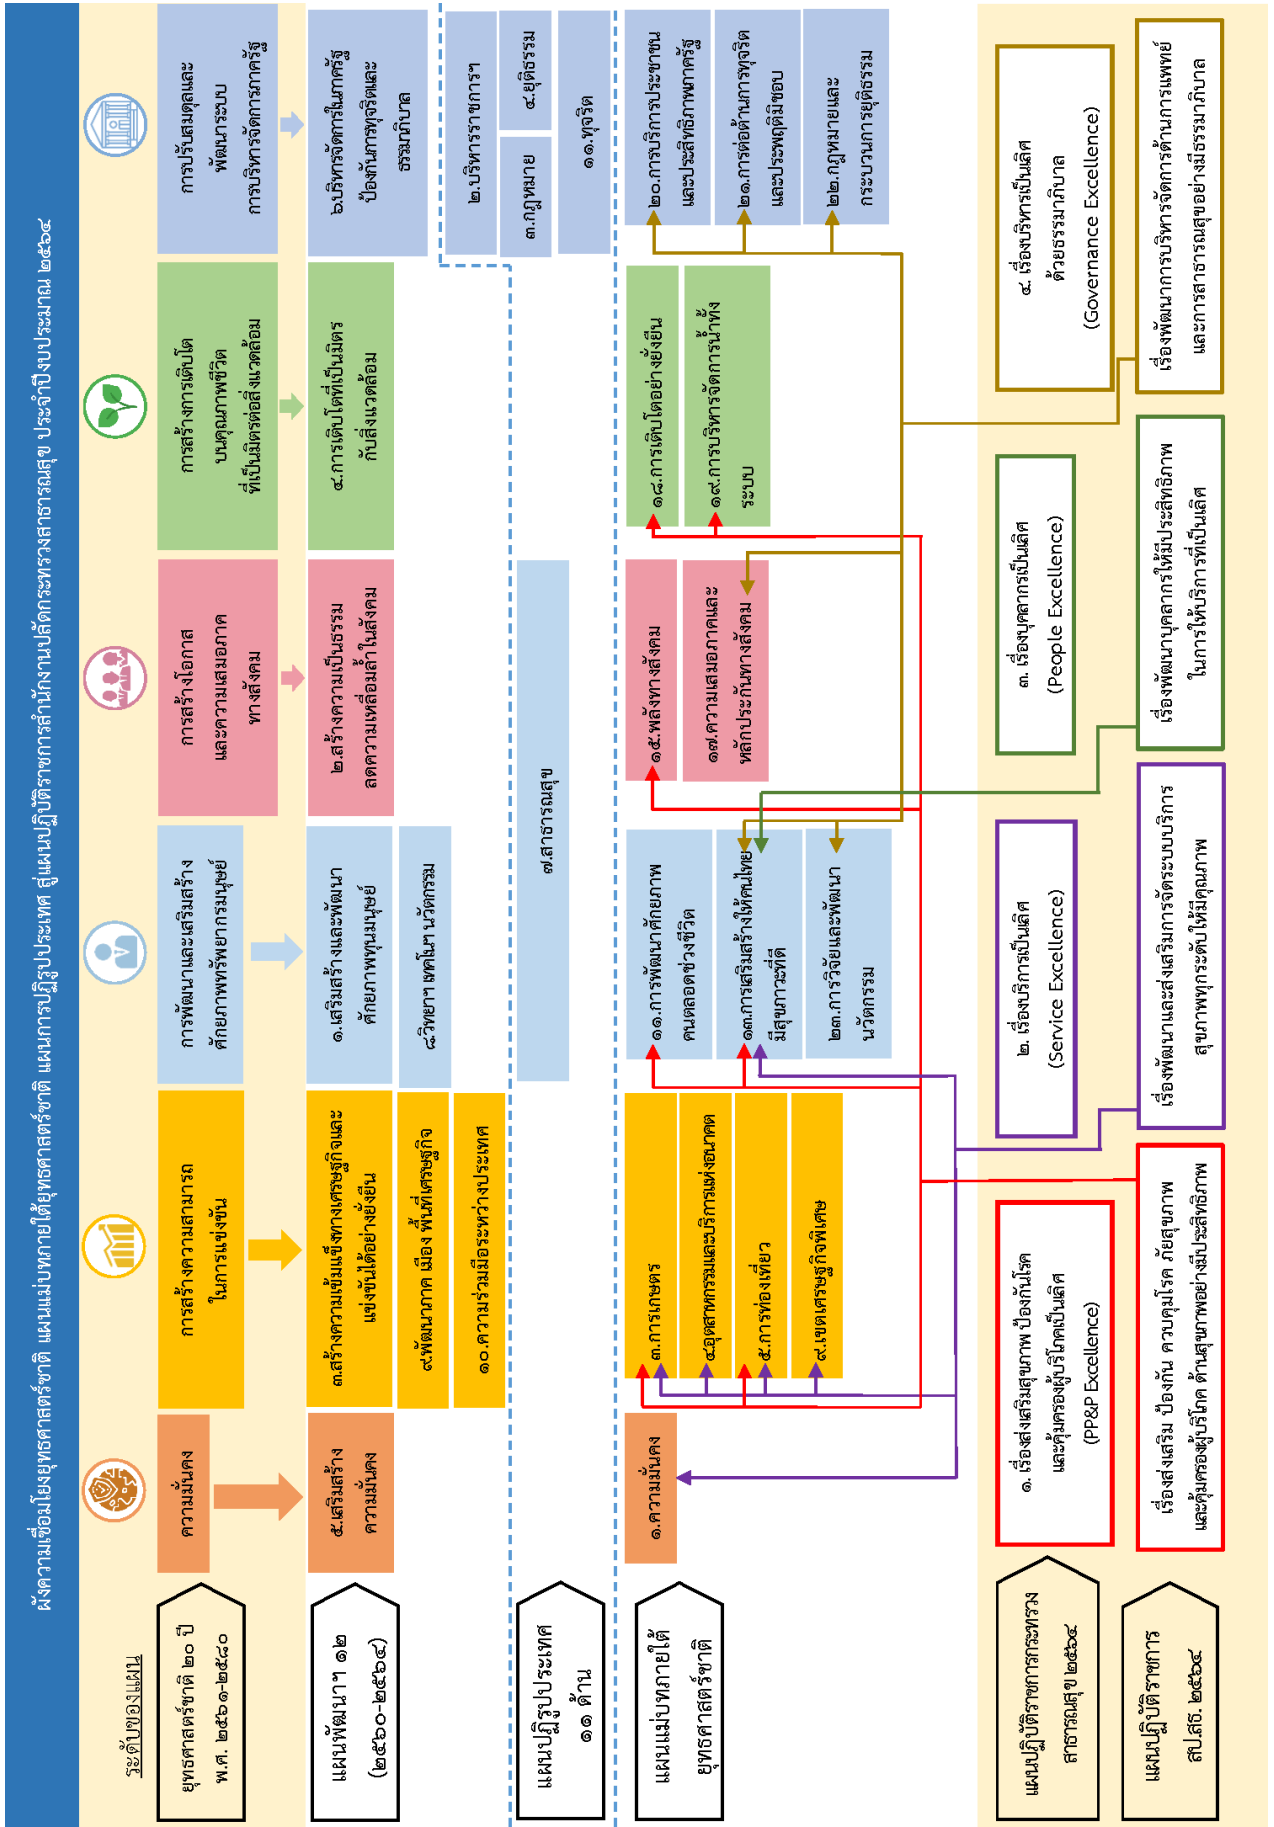 ผังความเชื่อมโยงยุทธศาสตร์ชาติ แผนแม่บทภายใต้ยุทธศาสตร์ชาติ แผนการปฏิรูปประเทศ สู่แผนปฏิบัติราชการสำนักงานปลัดกระทรวงสาธารณสุข ประจำปีงบประมาณ ๒๕๖๔
ระดับของแผน
ยุทธศาสตร์ชาติ ๒๐ ปี
พ.ศ. ๒๕๖๑-๒๕๘๐
ความมั่นคง
การสร้างความสามารถ
ในการแข่งขัน
การพัฒนาและเสริมสร้าง
ศักยภาพทรัพยากรมนุษย์
การสร้างโอกาส
และความเสมอภาค
ทางสังคม
การสร้างการเติบโต
บนคุณภาพชีวิต
ที่เป็นมิตรต่อสิ่งแวดล้อม
การปรับสมดุลและ
พัฒนาระบบ
การบริหารจัดการภาครัฐ
แผนพัฒนาฯ ๑๒
(๒๕๖๐-๒๕๖๔)
๕.เสริมสร้าง
ความมั่นคง
๓.สร้างความเข้มแข็งทางเศรษฐกิจและ
แข่งขันได้อย่างยั่งยืน
๙.พัฒนาภาค เมือง พื้นที่เศรษฐกิจ
๑๐.ความร่วมมือระหว่างประเทศ
๑.เสริมสร้างและพัฒนา
ศักยภาพทุนมนุษย์
๘.วิทยาฯ เทคโนฯ นวัตกรรม
๒.สร้างความเป็นธรรม
ลดความเหลื่อมล้ำในสังคม
๔.การเติบโตที่เป็นมิตร
กับสิ่งแวดล้อม
๖.บริหารจัดการในภาครัฐ
ป้องกันการทุจริตและ
ธรรมาภิบาล
แผนปฏิรูปประเทศ
๑๑ ด้าน
๗.สาธารณสุข
๒.บริหารราชการฯ
๓.กฎหมาย
๔.ยุติธรรม
๑๑.ทุจริต
แผนแม่บทภายใต้
ยุทธศาสตร์ชาติ
๑.ความมั่นคง
๓.การเกษตร
๔.อุตสาหกรรมและบริการแห่งอนาคต
๕.การท่องเที่ยว
๙.เขตเศรษฐกิจพิเศษ
๑๑.การพัฒนาศักยภาพ
คนตลอดช่วงชีวิต
๑๓.การเสริมสร้างให้คนไทย
มีสุขภาวะที่ดี
๒๓.การวิจัยและพัฒนา
นวัตกรรม
๑๕.พลังทางสังคม
๑๗.ความเสมอภาคและ
หลักประกันทางสังคม
๑๘.การเติบโตอย่างยั่งยืน
๑๙.การบริหารจัดการน้ำทั้ง
ระบบ
๒๐.การบริการประชาชน
และประสิทธิภาพภาครัฐ
๒๑.การต่อต้านการทุจริต
และประพฤติมิชอบ
๒๒.กฎหมายและ
กระบวนการยุติธรรม
แผนปฏิบัติราชการกระทรวง
สาธารณสุข ๒๕๖๔
๑. เรื่องส่งเสริมสุขภาพ ป้องกันโรค
และคุ้มครองผู้บริโภคเป็นเลิศ
(PP&P Excellence)
๒. เรื่องบริการเป็นเลิศ
(Service Excellence)
๓. เรื่องบุคลากรเป็นเลิศ
(People Excellence)
๔. เรื่องบริหารเป็นเลิศ
ด้วยธรรมาภิบาล
(Governance Excellence)
แผนปฏิบัติราชการ
สป.สธ. ๒๕๖๔
เรื่องส่งเสริม ป้องกัน ควบคุมโรค ภัยสุขภาพ
และคุ้มครองผู้บริโภค ด้านสุขภาพอย่างมีประสิทธิภาพ
เรื่องพัฒนาและส่งเสริมการจัดระบบบริการ
สุขภาพทุกระดับให้มีคุณภาพ
เรื่องพัฒนาบุคลากรให้มีประสิทธิภาพ
ในการให้บริการที่เป็นเลิศ
เรื่องพัฒนาการบริหารจัดการด้านการแพทย์
และการสาธารณสุขอย่างมีธรรมาภิบาล